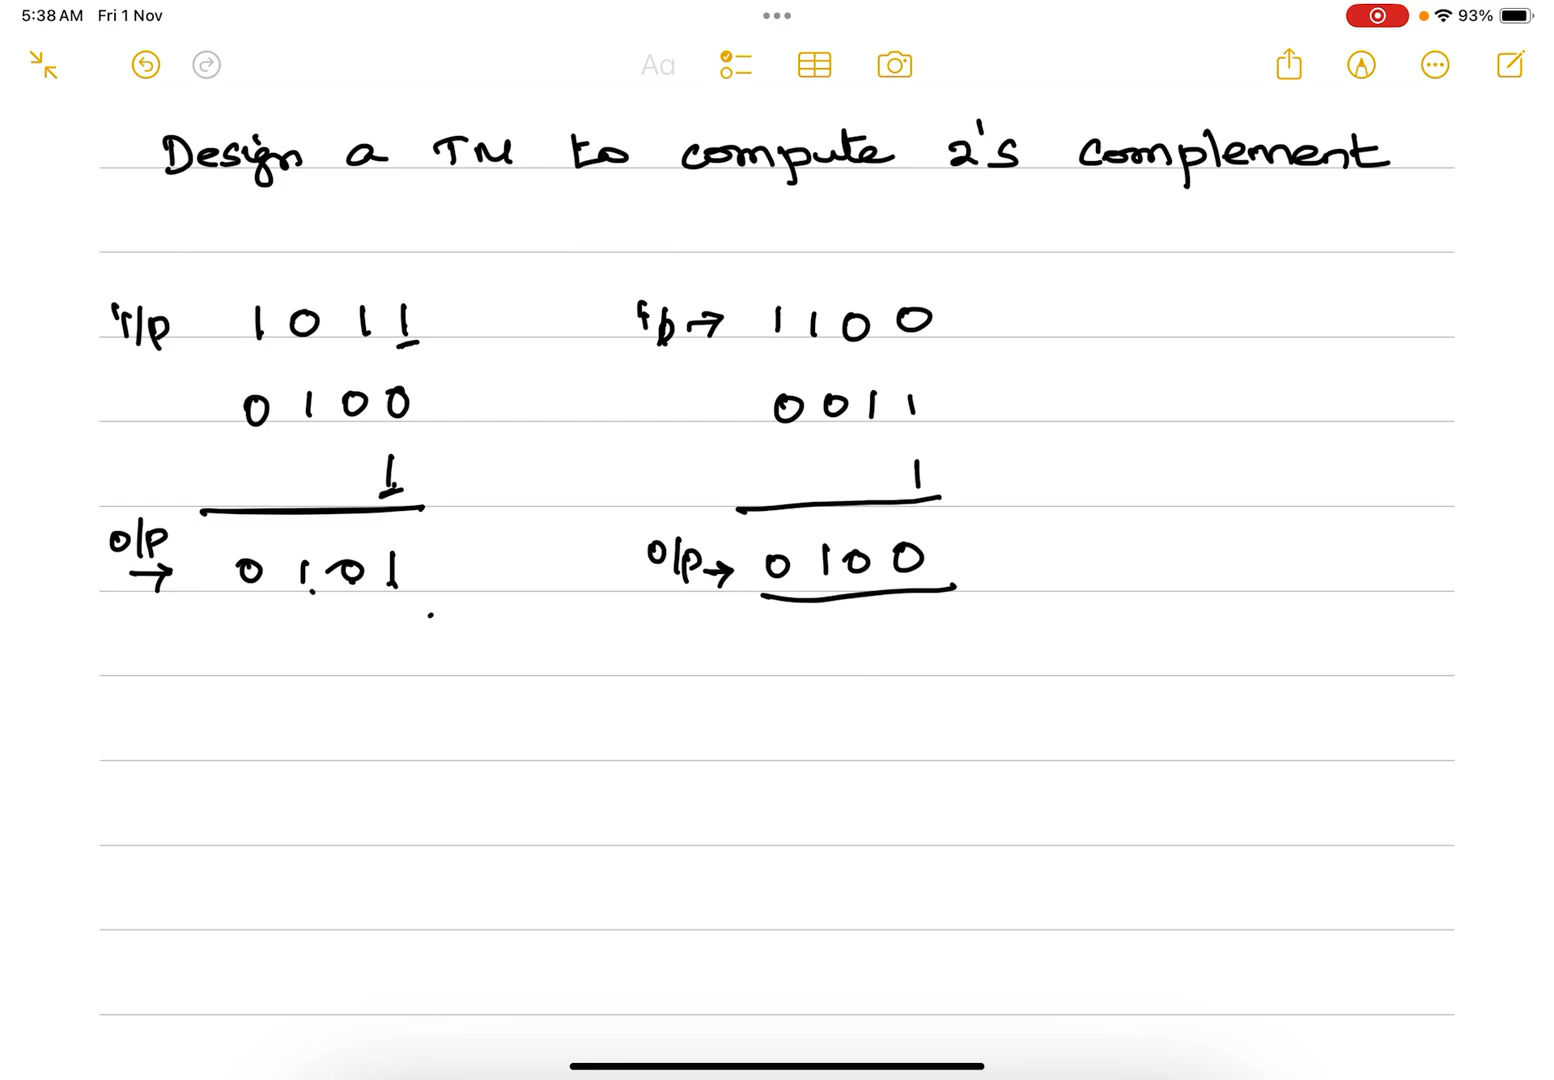 5:38 AM Fri 1 Nov
93%
Aa
Design a TM to compute 2's complement
i/p 1 0 1 1
i/p → 1 1 0 0
0 1 0 0
0 0 1 1
1
1
o/p → 0 1 0 1
o/p → 0 1 0 0